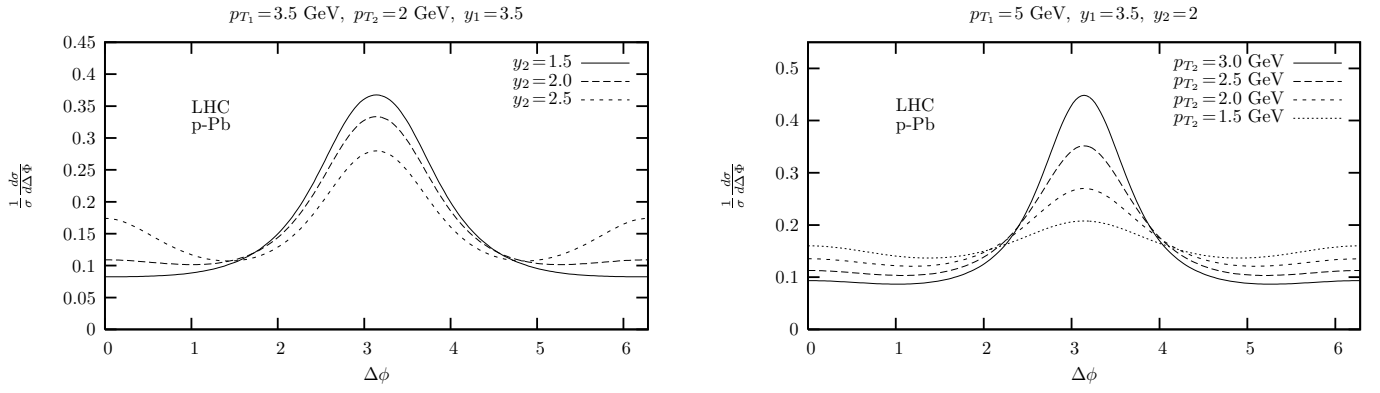 p_{T_1}=3.5 GeV, p_{T_2}=2 GeV, y_1=3.5
0.45
0.4
0.35
0.3
0.25
0.2
0.15
0.1
0.05
0
1/σ dσ/dΔΦ
LHC
p-Pb
y_2=1.5
y_2=2.0
y_2=2.5
0 1 2 3 4 5 6
Δϕ
p_{T_1}=5 GeV, y_1=3.5, y_2=2
0.5
0.4
0.3
0.2
0.1
0
1/σ dσ/dΔΦ
LHC
p-Pb
p_{T_2}=3.0 GeV
p_{T_2}=2.5 GeV
p_{T_2}=2.0 GeV
p_{T_2}=1.5 GeV
0 1 2 3 4 5 6
Δϕ